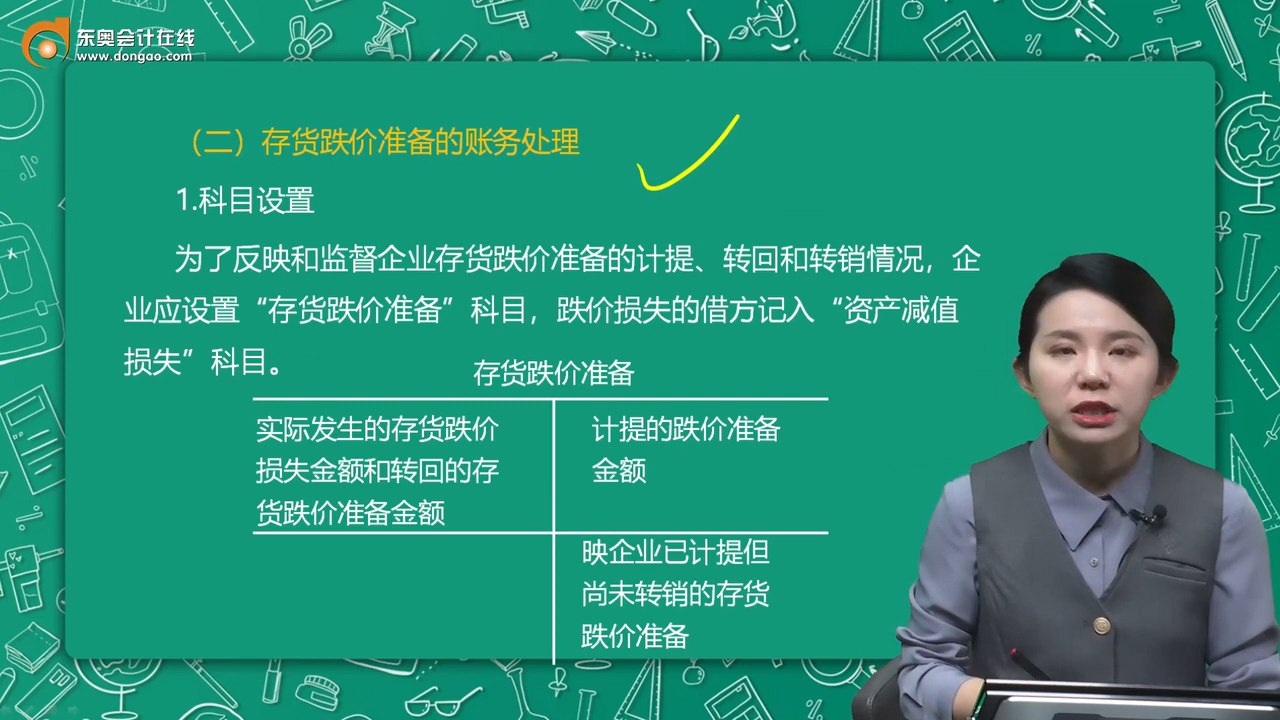 东奥会计在线
www.dongao.com
（二）存货跌价准备的账务处理
1.科目设置
为了反映和监督企业存货跌价准备的计提、转回和转销情况，企
业应设置“存货跌价准备”科目，跌价损失的借方记入“资产减值
损失”科目。
存货跌价准备
实际发生的存货跌价
损失金额和转回的存
货跌价准备金额
计提的跌价准备
金额
映企业已计提但
尚未转销的存货
跌价准备